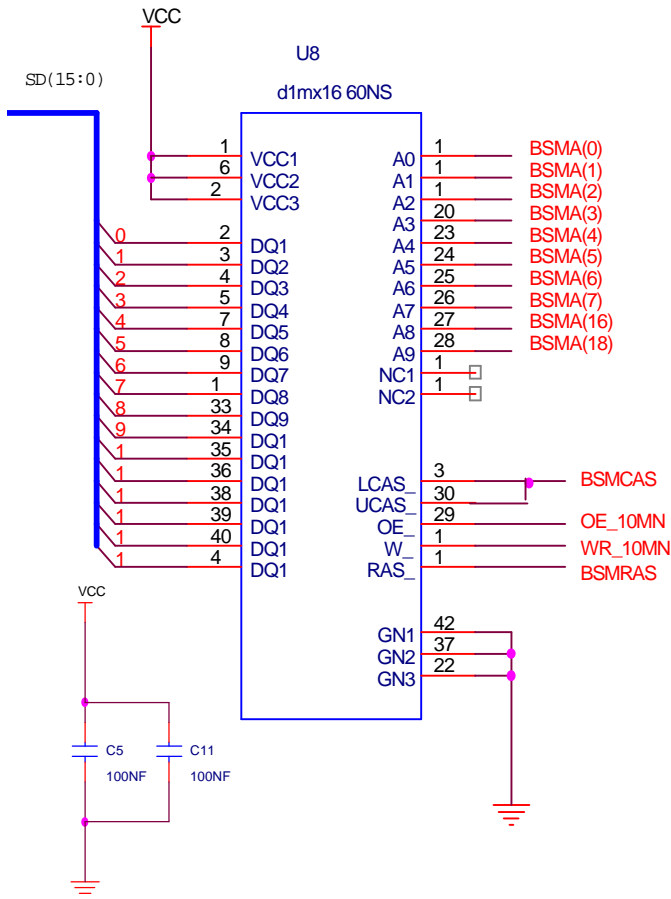 VCC
U8
SD(15:0)
d1mx16 60NS
1 VCC1 A0 1 BSMA(0)
6 VCC2 A1 1 BSMA(1)
2 VCC3 A2 1 BSMA(2)
A3 20 BSMA(3)
0 2 DQ1 A4 23 BSMA(4)
1 3 DQ2 A5 24 BSMA(5)
2 4 DQ3 A6 25 BSMA(6)
3 5 DQ4 A7 26 BSMA(7)
4 7 DQ5 A8 27 BSMA(16)
5 8 DQ6 A9 28 BSMA(18)
6 9 DQ7 NC1 1
7 1 DQ8 NC2 1
8 33 DQ9
9 34 DQ1
1 35 DQ1
1 36 DQ1 LCAS_ 3 BSMCAS
1 38 DQ1 UCAS_ 30
1 39 DQ1 OE_ 29 OE_10MN
1 40 DQ1 W_ 1 WR_10MN
1 4 DQ1 RAS_ 1 BSMRAS
VCC
GN1 42
GN2 37
GN3 22
C5 C11
100NF 100NF